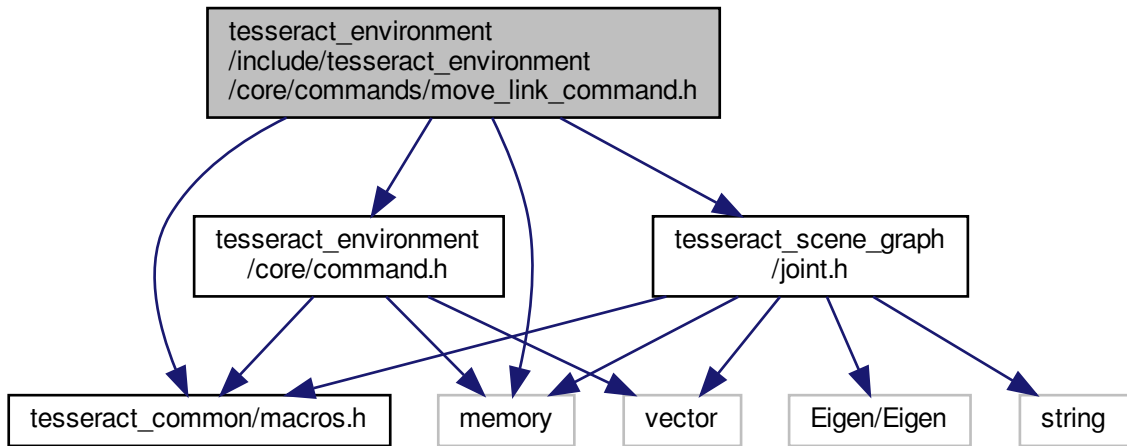 tesseract_environment
/include/tesseract_environment
/core/commands/move_link_command.h
tesseract_environment
/core/command.h
tesseract_scene_graph
/joint.h
tesseract_common/macros.h
memory
vector
Eigen/Eigen
string